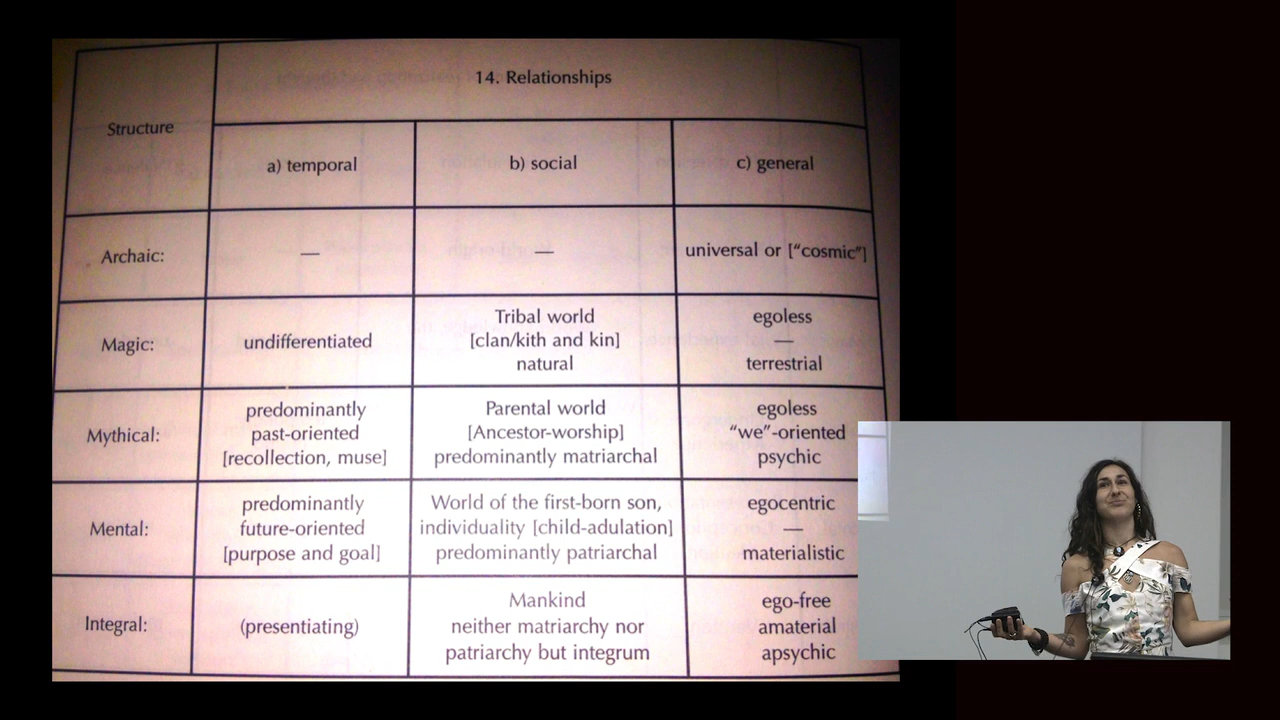 14. Relationships
Structure
a) temporal
b) social
c) general
Archaic:
—
—
universal or ["cosmic"]
Magic:
undifferentiated
Tribal world
[clan/kith and kin]
natural
egoless
—
terrestrial
Mythical:
predominantly
past-oriented
[recollection, muse]
Parental world
[Ancestor-worship]
predominantly matriarchal
egoless
"we"-oriented
psychic
Mental:
predominantly
future-oriented
[purpose and goal]
World of the first-born son,
individuality [child-adulation]
predominantly patriarchal
egocentric
—
materialistic
Integral:
(presentiating)
Mankind
neither matriarchy nor
patriarchy but integrum
ego-free
amaterial
apsychic